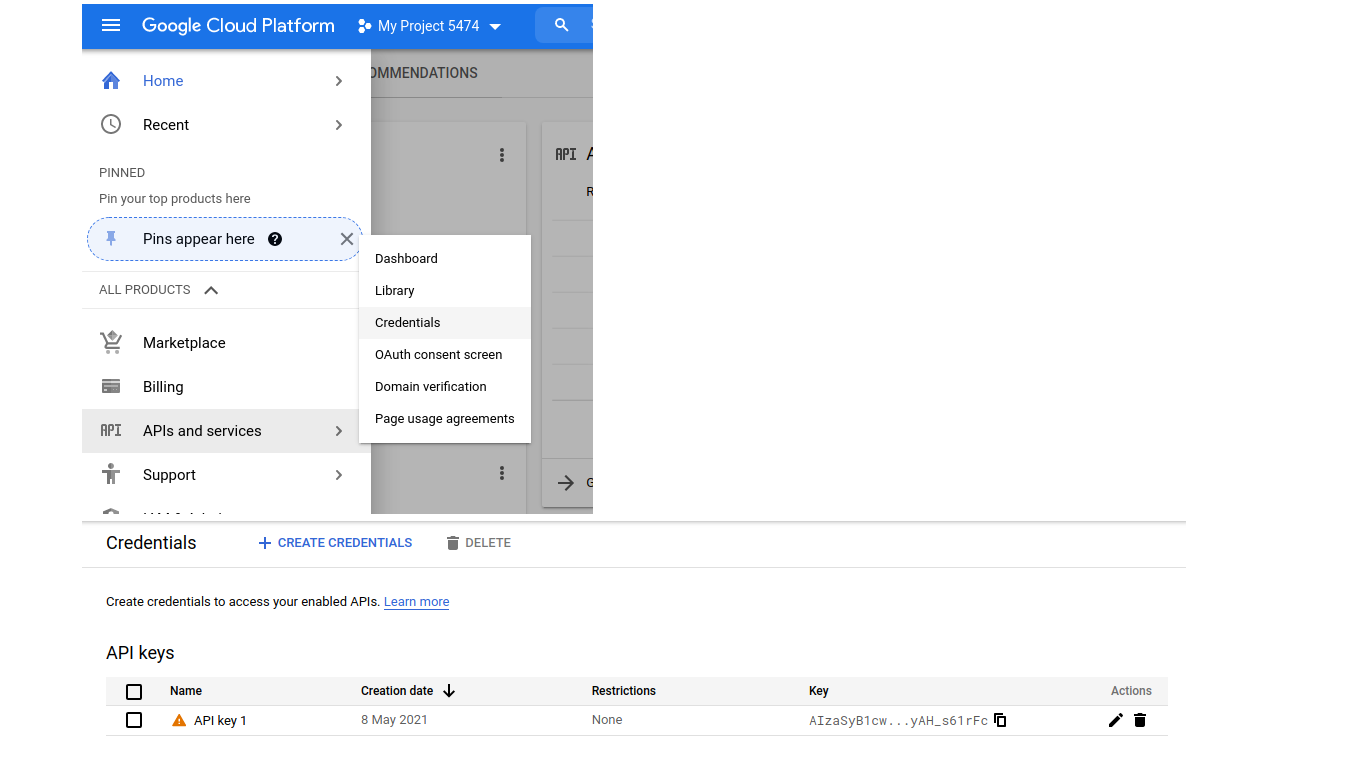 Google Cloud Platform My Project 5474
OMMENDATIONS
Home
Recent
PINNED
Pin your top products here
Pins appear here
ALL PRODUCTS
Marketplace
Billing
API APIs and services
Support
Dashboard
Library
Credentials
OAuth consent screen
Domain verification
Page usage agreements
API A
R
G
Credentials + CREATE CREDENTIALS DELETE
Create credentials to access your enabled APIs. Learn more
API keys
Name Creation date Restrictions Key Actions
API key 1 8 May 2021 None AIzaSyB1cw...yAH_s61rFc